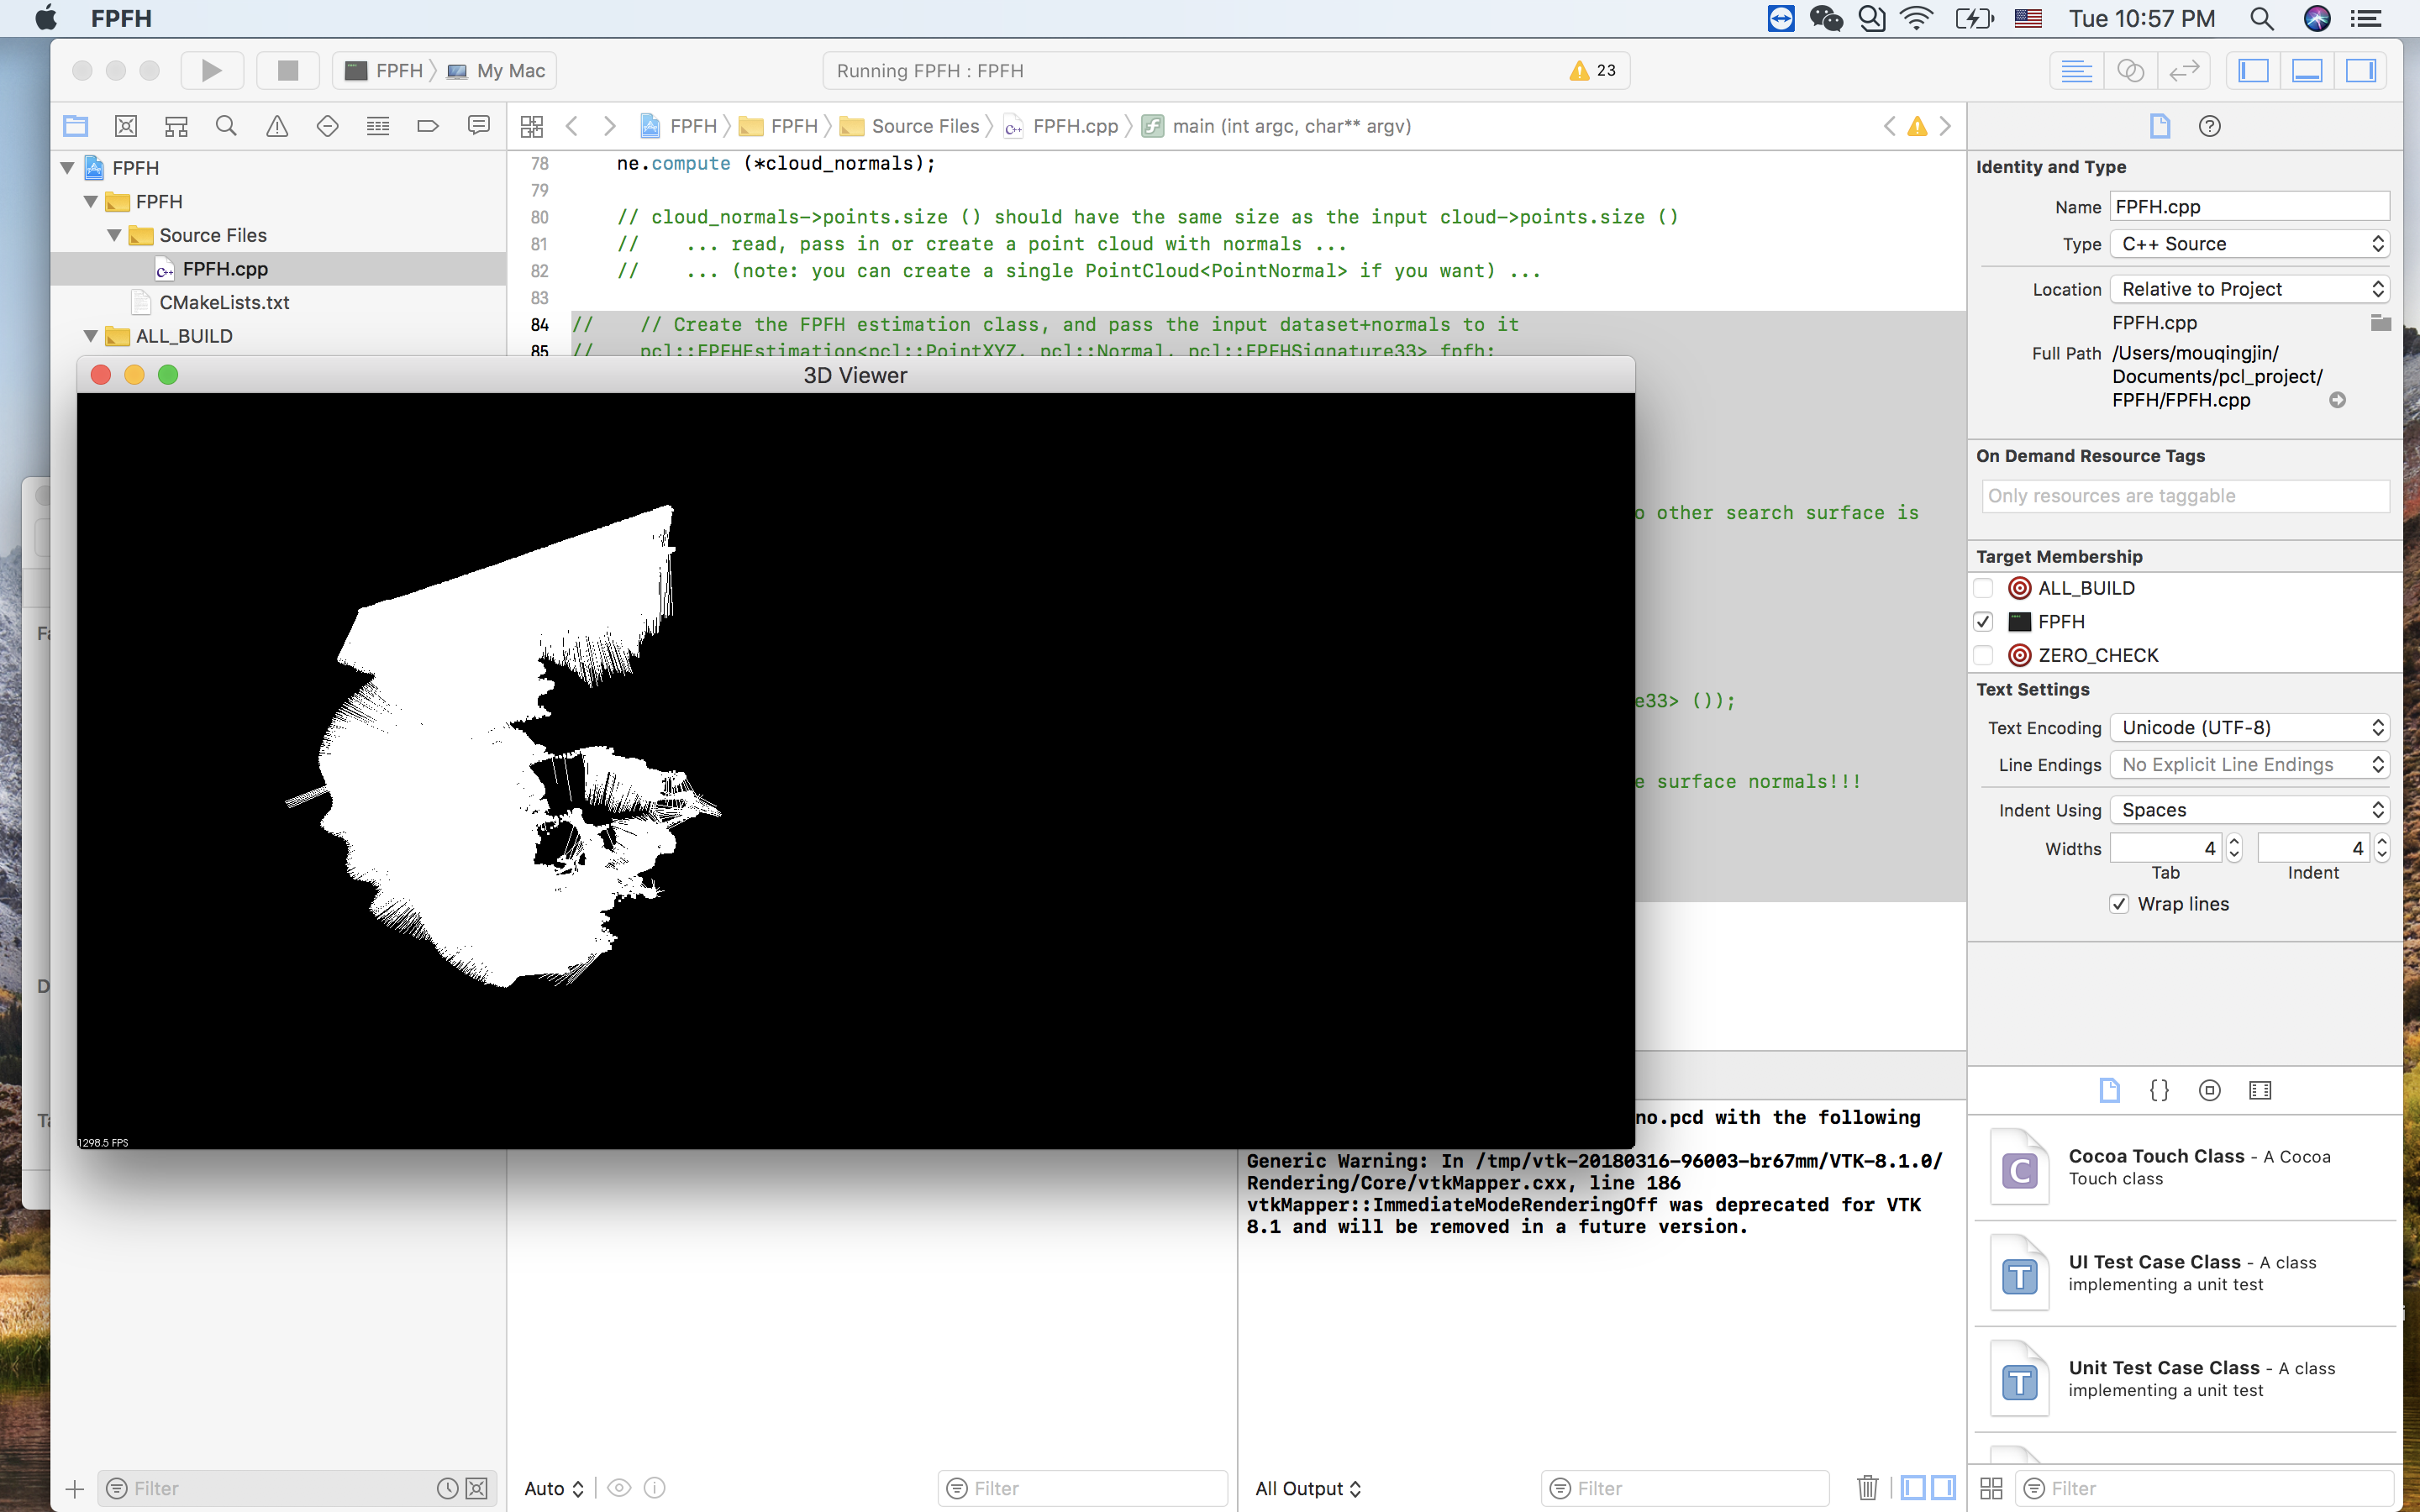 FPFH
Tue 10:57 PM
FPFH
My Mac
Running FPFH : FPFH
23
FPFH
FPFH
Source Files
FPFH.cpp
main (int argc, char** argv)
FPFH
FPFH
Source Files
FPFH.cpp
CMakeLists.txt
ALL_BUILD
78 ne.compute (*cloud_normals);
79
80 // cloud_normals->points.size () should have the same size as the input cloud->points.size ()
81 // ... read, pass in or create a point cloud with normals ...
82 // ... (note: you can create a single PointCloud<PointNormal> if you want) ...
83
84 // // Create the FPFH estimation class, and pass the input dataset+normals to it
85 // pcl::FPFHEstimation<pcl::PointXYZ, pcl::Normal, pcl::FPFHSignature33> fpfh;
o other search surface is
e33> ());
e surface normals!!!
3D Viewer
1298.5 FPS
no.pcd with the following
Generic Warning: In /tmp/vtk-20180316-96003-br67mm/VTK-8.1.0/
Rendering/Core/vtkMapper.cxx, line 186
vtkMapper::ImmediateModeRenderingOff was deprecated for VTK
8.1 and will be removed in a future version.
Filter
Auto
Filter
All Output
Filter
Identity and Type
Name FPFH.cpp
Type C++ Source
Location Relative to Project
FPFH.cpp
Full Path /Users/mouqingjin/
Documents/pcl_project/
FPFH/FPFH.cpp
On Demand Resource Tags
Only resources are taggable
Target Membership
ALL_BUILD
FPFH
ZERO_CHECK
Text Settings
Text Encoding Unicode (UTF-8)
Line Endings No Explicit Line Endings
Indent Using Spaces
Widths 4 4
Tab Indent
Wrap lines
Cocoa Touch Class - A Cocoa
Touch class
UI Test Case Class - A class
implementing a unit test
Unit Test Case Class - A class
implementing a unit test
Filter